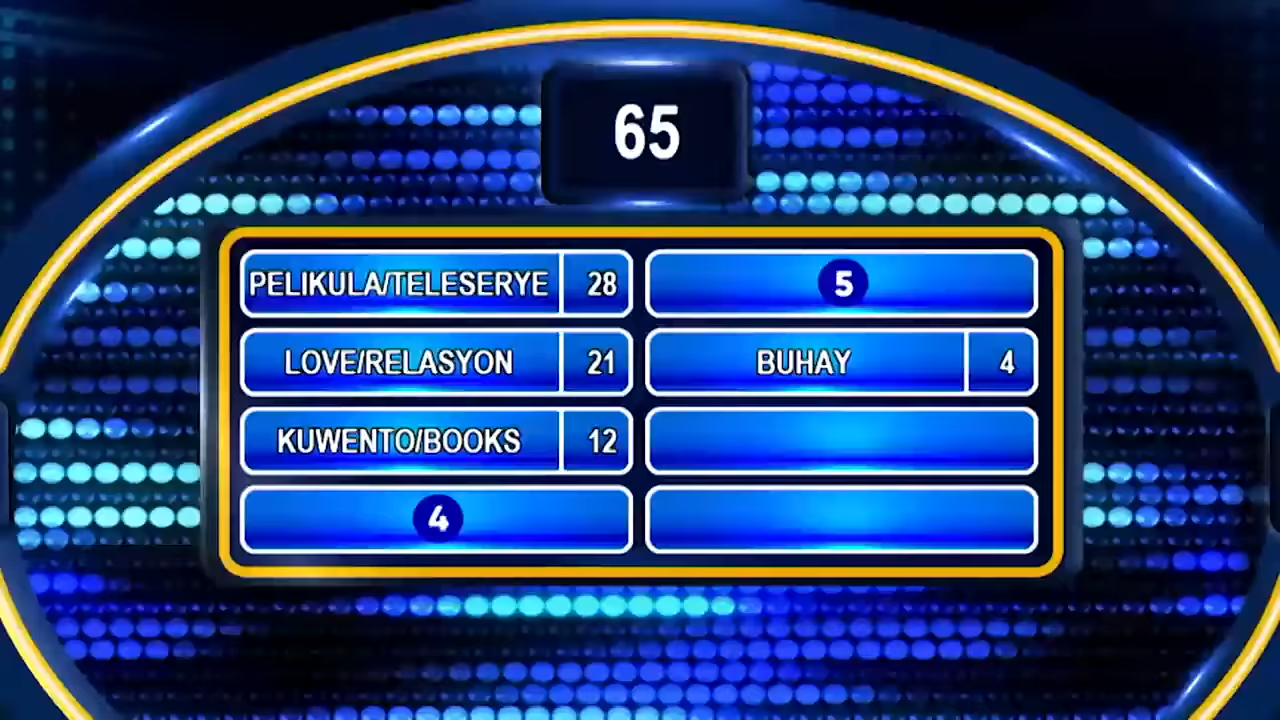 65
PELIKULA/TELESERYE 28
LOVE/RELASYON 21
KUWENTO/BOOKS 12
4
5
BUHAY 4